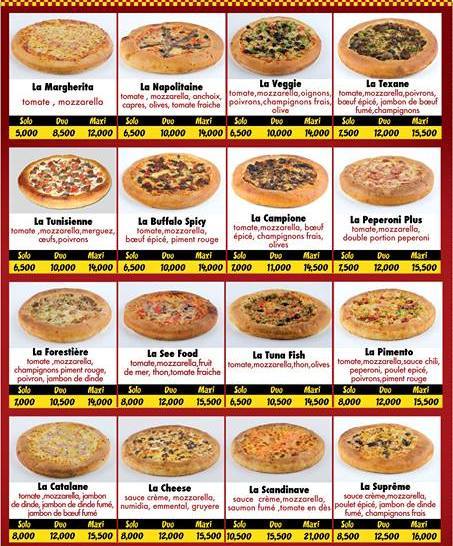 La Margherita
tomate , mozzarella
Solo Duo Maxi
5,000 8,500 12,000
La Napolitaine
tomate , mozzarella, anchoix,
capres, olives, tomate fraiche
Solo Duo Maxi
6,500 10,000 14,000
La Veggie
tomate,mozzarella,oignons,
poivrons,champignons frais,
olive
Solo Duo Maxi
6,500 10,000 14,000
La Texane
tomate,mozzarella,poivrons,
bœuf épicé, jambon de bœuf
fumé,champignons
Solo Duo Maxi
7,500 12,000 15,500
La Tunisienne
tomate ,mozzarella,merguez,
œufs,poivrons
Solo Duo Maxi
6,500 10,000 14,000
La Buffalo Spicy
tomate,mozzarella,
bœuf épicé, piment rouge
Solo Duo Maxi
6,500 10,000 14,000
La Campione
tomate,mozzarella, bœuf
épicé, champignons frais,
olives
Solo Duo Maxi
7,000 11,000 14,500
La Peperoni Plus
tomate,mozzarella,
double portion peperoni
Solo Duo Maxi
7,500 12,000 15,500
La Forestière
tomate ,mozzarella,
champignons piment rouge,
poivron, jambon de dinde
Solo Duo Maxi
7,000 10,500 14,000
La See Food
tomate,mozzarella,fruit
de mer, thon,tomate fraiche
Solo Duo Maxi
8,000 12,000 15,500
La Tuna Fish
tomate,mozzarella,thon,olives
Solo Duo Maxi
6,500 10,500 14,500
La Pimento
tomate,mozzarella,sauce chili,
peperoni, poulet epicé,
poivrons,piment rouge
Solo Duo Maxi
8,000 12,000 15,500
La Catalane
tomate ,mozzarella, jambon
de dinde, jambon de dinde fumé,
jambon de bœuf fumé
Solo Duo Maxi
8,000 12,000 15,500
La Cheese
sauce crème, mozzarella,
numidia, emmental, gruyere
Solo Duo Maxi
8,000 12,000 15,500
La Scandinave
sauce crème,mozzarella,
saumon fumé ,tomate en dès
Solo Duo Maxi
10,500 15,500 21,000
La Suprême
sauce crème,mozzarella,
poulet épicé, jambon de dinde
fumé, champignons frais
Solo Duo Maxi
8,500 12,500 16,000